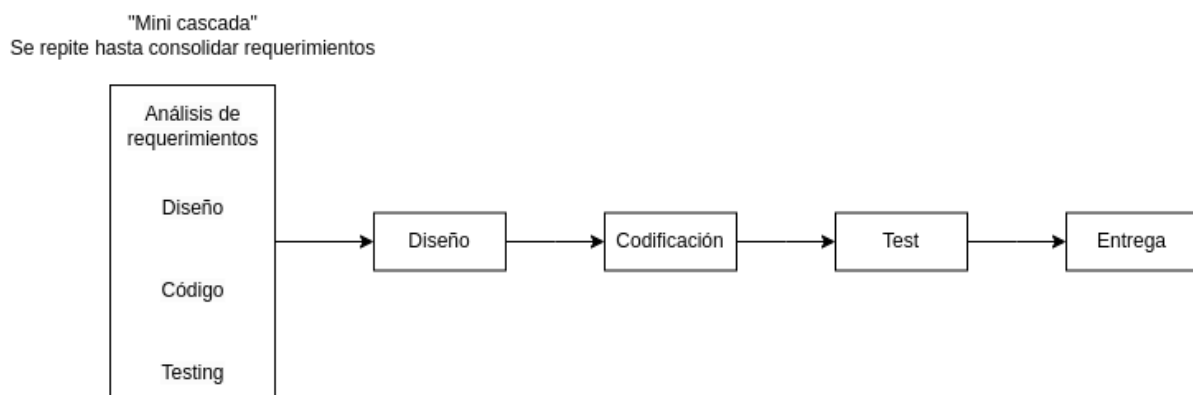 "Mini cascada"
Se repite hasta consolidar requerimientos
Análisis de
requerimientos
Diseño
Código
Testing
Diseño
Codificación
Test
Entrega